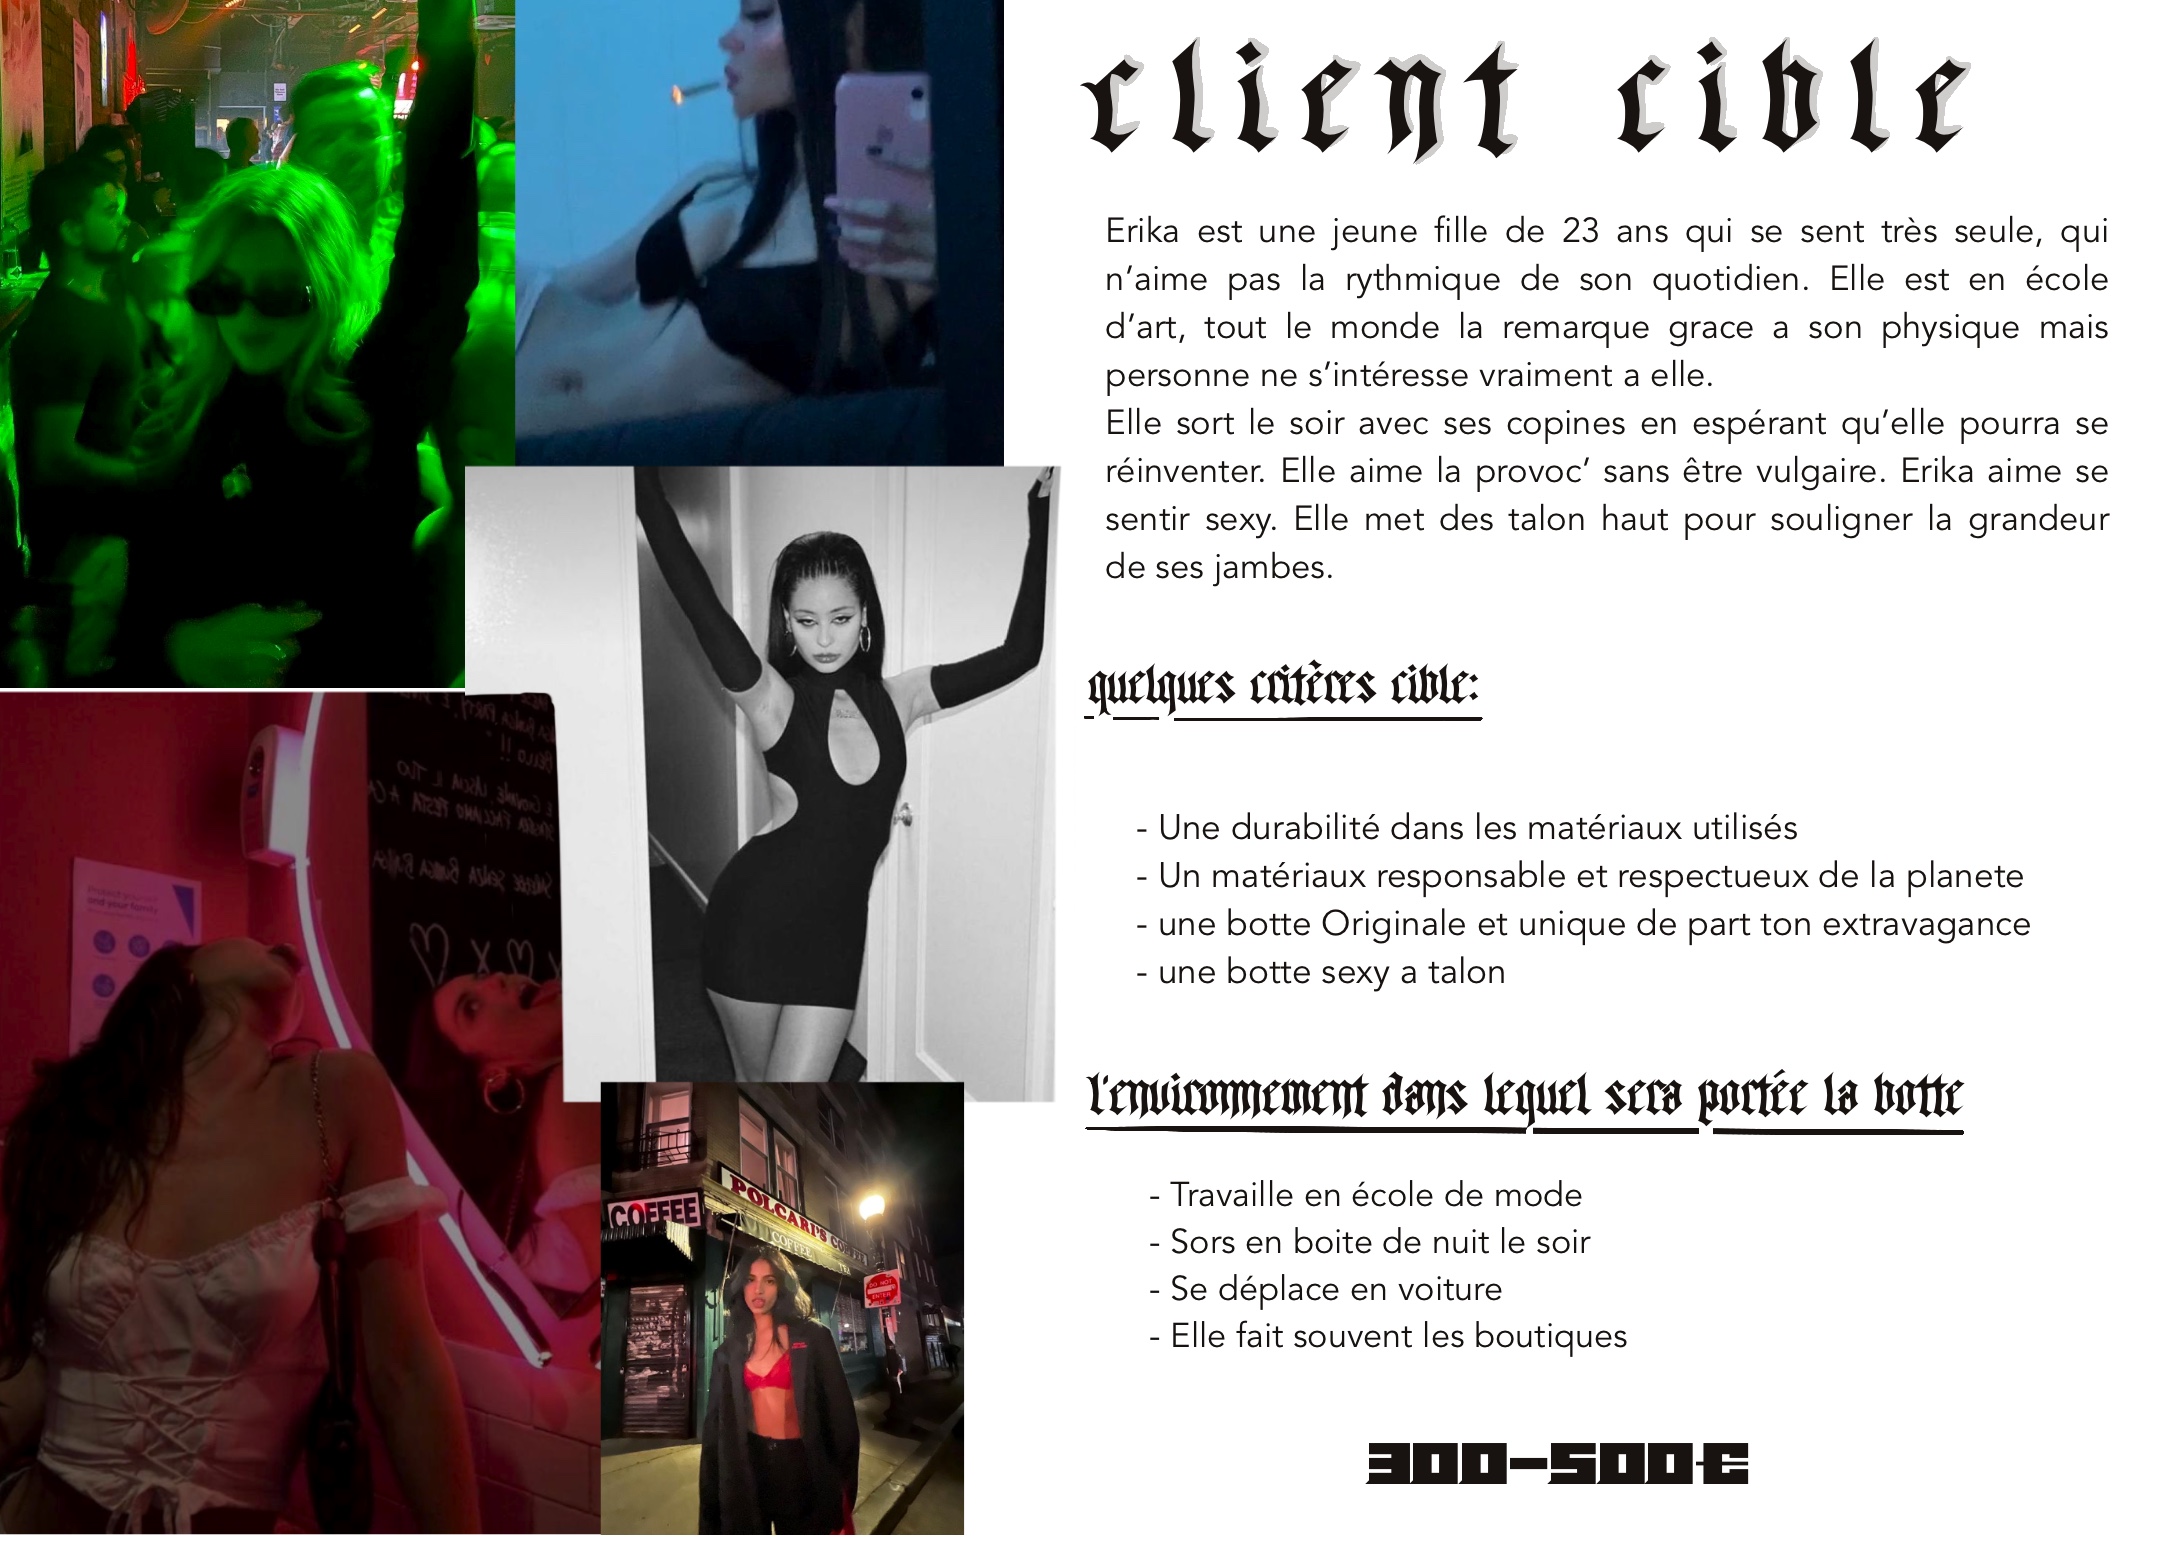 client cible
Erika est une jeune fille de 23 ans qui se sent très seule, qui
n’aime pas la rythmique de son quotidien. Elle est en école
d’art, tout le monde la remarque grace a son physique mais
personne ne s’intéresse vraiment a elle.
Elle sort le soir avec ses copines en espérant qu’elle pourra se
réinventer. Elle aime la provoc’ sans être vulgaire. Erika aime se
sentir sexy. Elle met des talon haut pour souligner la grandeur
de ses jambes.
quelques critères cible:
- Une durabilité dans les matériaux utilisés
- Un matériaux responsable et respectueux de la planete
- une botte Originale et unique de part ton extravagance
- une botte sexy a talon
l'environnement dans lequel sera portée la botte
- Travaille en école de mode
- Sors en boite de nuit le soir
- Se déplace en voiture
- Elle fait souvent les boutiques
300-500€
and your family
COFFEE
POLCARI'S
COFFEE
DO NOT
ENTER